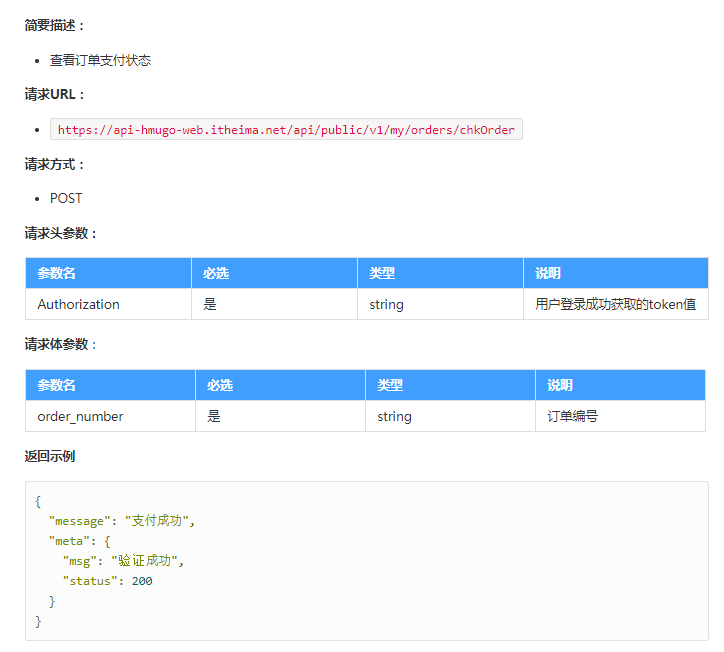 简要描述：
查看订单支付状态
请求URL：
https://api-hmugo-web.itheima.net/api/public/v1/my/orders/chkOrder
请求方式：
POST
请求头参数：
参数名 必选 类型 说明
Authorization 是 string 用户登录成功获取的token值
请求体参数：
参数名 必选 类型 说明
order_number 是 string 订单编号
返回示例
{
"message": "支付成功",
"meta": {
"msg": "验证成功",
"status": 200
}
}